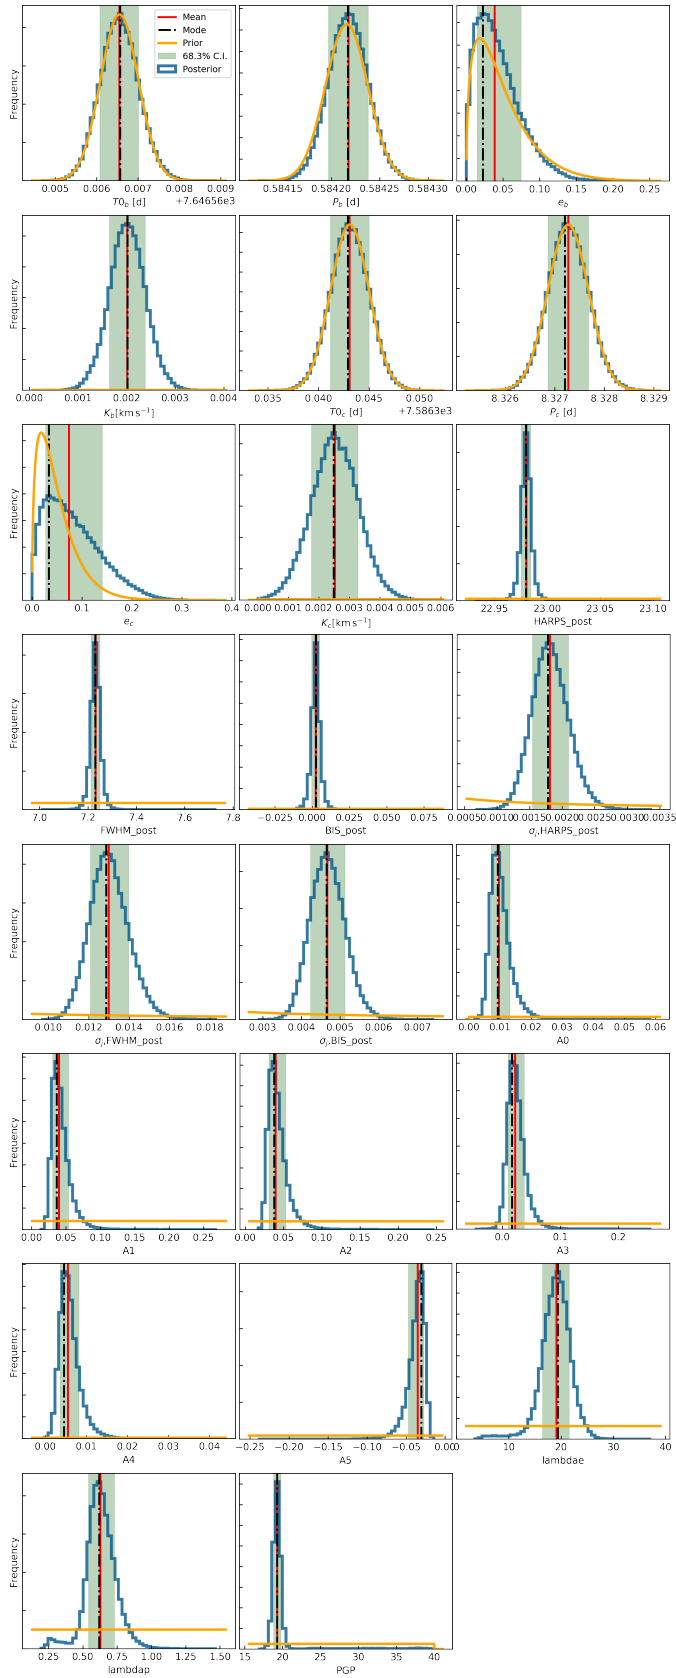 Mean
Mode
Prior
68.3% C.I.
Posterior
Frequency
0.005 0.006 0.007 0.008 0.009
T0_b [d] +7.64656e3
0.58415 0.58420 0.58425 0.58430
P_b [d]
0.00 0.05 0.10 0.15 0.20 0.25
e_b
Frequency
0.000 0.001 0.002 0.003 0.004
K_b[km s⁻¹]
0.035 0.040 0.045 0.050
T0_c [d] +7.5863e3
8.326 8.327 8.328 8.329
P_c [d]
Frequency
0.0 0.1 0.2 0.3 0.4
e_c
0.000 0.001 0.002 0.003 0.004 0.005 0.006
K_c[km s⁻¹]
22.95 23.00 23.05 23.10
HARPS_post
Frequency
7.0 7.2 7.4 7.6 7.8
FWHM_post
−0.025 0.000 0.025 0.050 0.075
BIS_post
0.0005 0.0010 0.0015 0.0020 0.0025 0.0030 0.0035
σ_j,HARPS_post
Frequency
0.010 0.012 0.014 0.016 0.018
σ_j,FWHM_post
0.003 0.004 0.005 0.006 0.007
σ_j,BIS_post
0.00 0.01 0.02 0.03 0.04 0.05 0.06
A0
Frequency
0.00 0.05 0.10 0.15 0.20 0.25
A1
0.00 0.05 0.10 0.15 0.20 0.25
A2
0.0 0.1 0.2
A3
Frequency
0.00 0.01 0.02 0.03 0.04
A4
−0.25 −0.20 −0.15 −0.10 −0.05 0.00
A5
0 10 20 30 40
lambdae
Frequency
0.25 0.50 0.75 1.00 1.25 1.50
lambdap
15 20 25 30 35 40
PGP